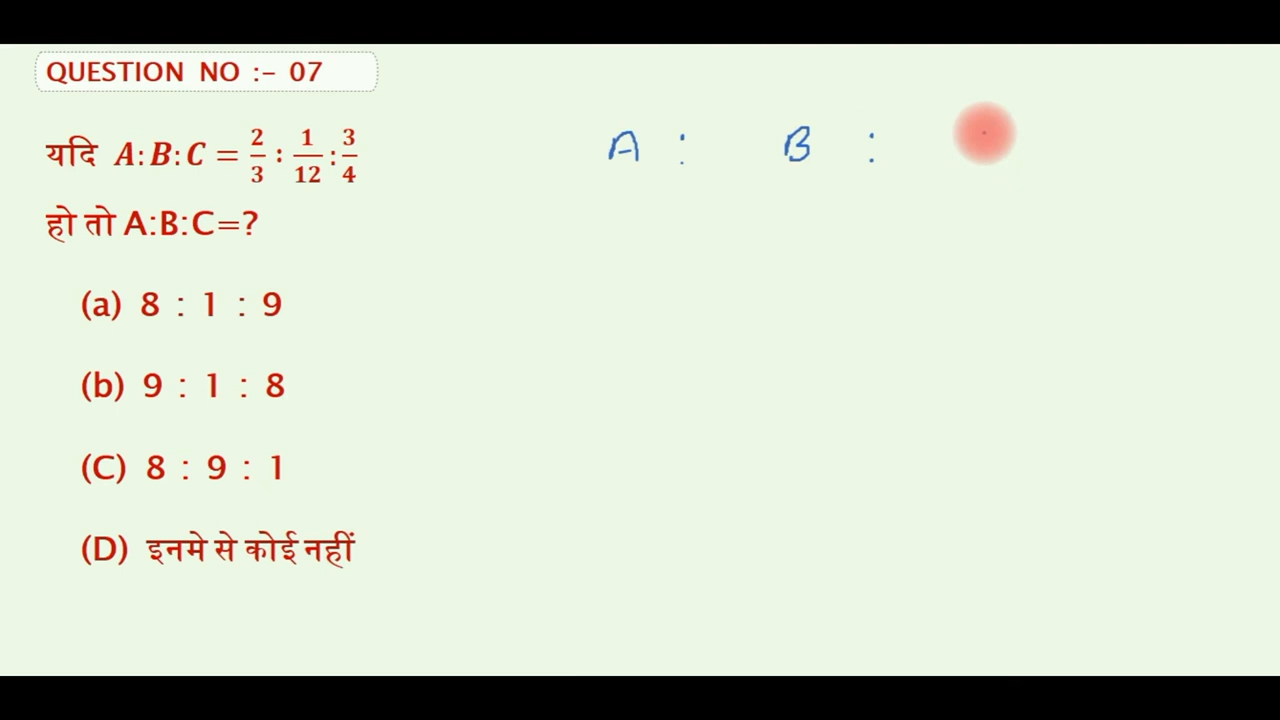 QUESTION NO :- 07
यदि A:B:C = 2/3 : 1/12 : 3/4
हो तो A:B:C=?
(a) 8 : 1 : 9
(b) 9 : 1 : 8
(C) 8 : 9 : 1
(D) इनमे से कोई नहीं
A : B :